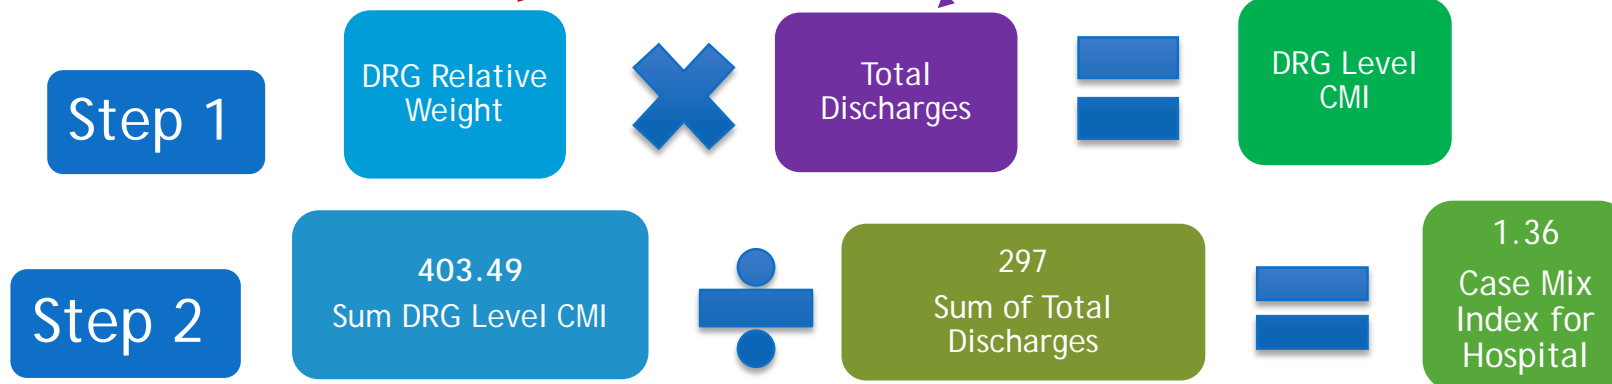 Step 1
DRG Relative
Weight
Total
Discharges
DRG Level
CMI
Step 2
403.49
Sum DRG Level CMI
297
Sum of Total
Discharges
1.36
Case Mix
Index for
Hospital